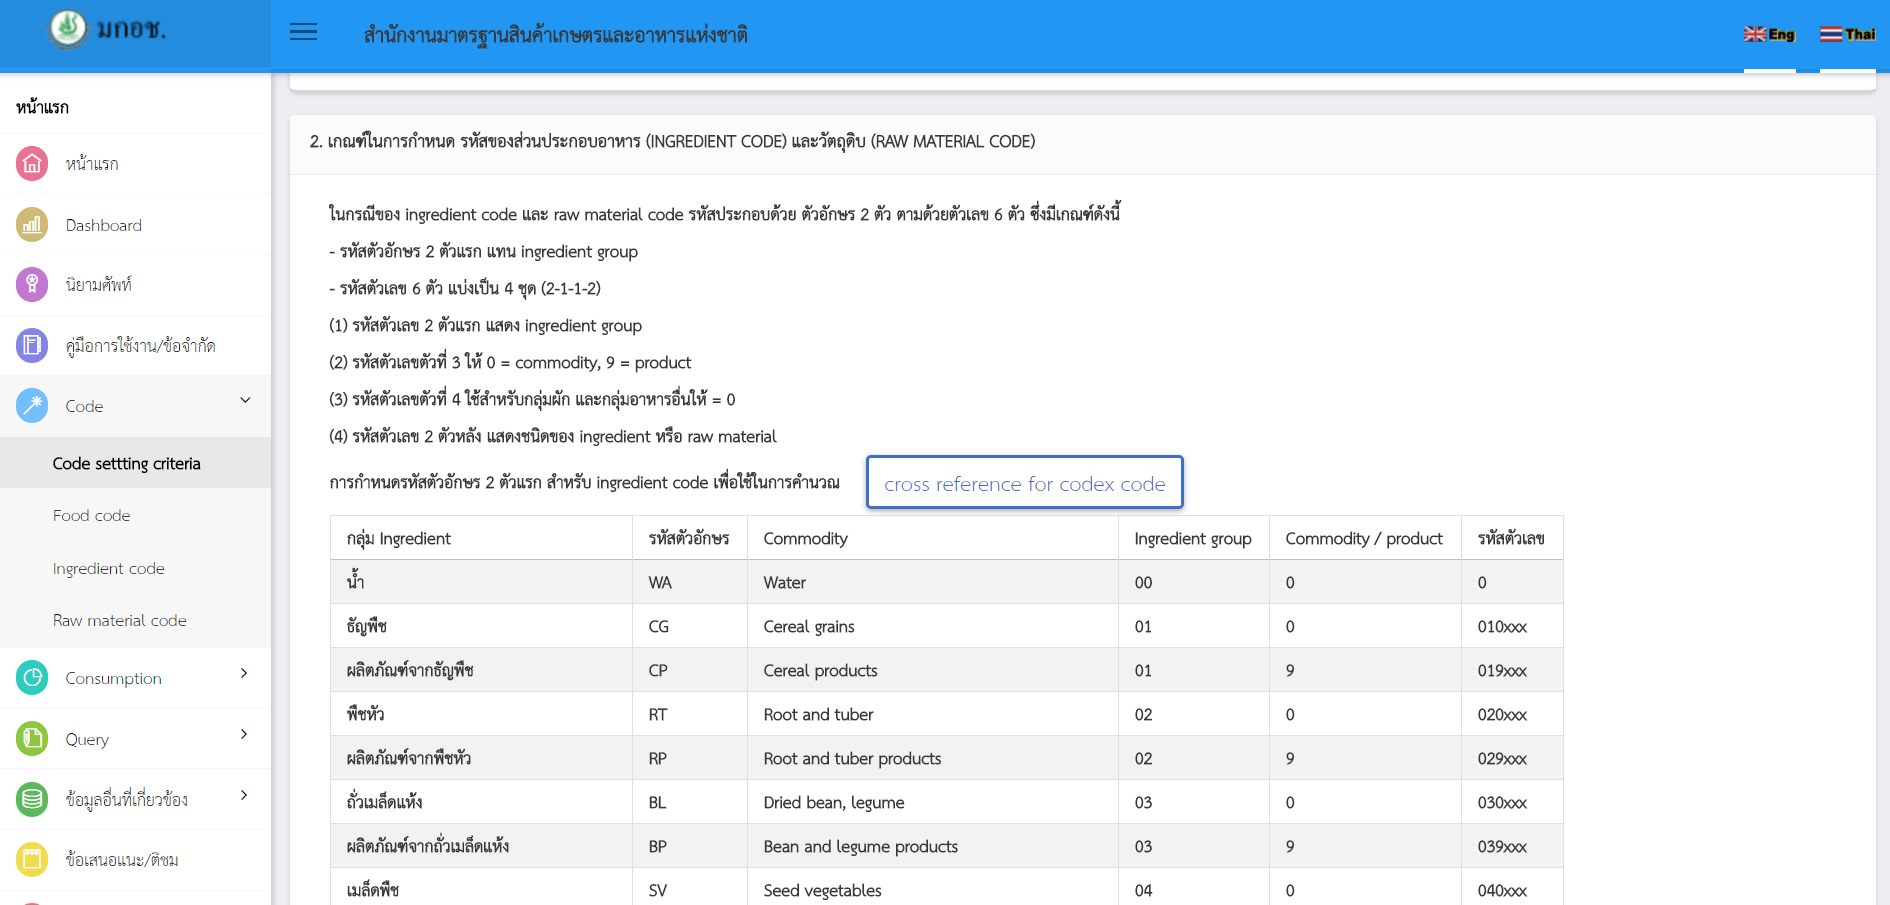 มกอช.
สำนักงานมาตรฐานสินค้าเกษตรและอาหารแห่งชาติ
Eng
Thai
หน้าแรก
หน้าแรก
Dashboard
นิยามศัพท์
คู่มือการใช้งาน/ข้อจำกัด
Code
Code settting criteria
Food code
Ingredient code
Raw material code
Consumption
Query
ข้อมูลอื่นที่เกี่ยวข้อง
ข้อเสนอแนะ/ติชม
2. เกณฑ์ในการกำหนด รหัสของส่วนประกอบอาหาร (INGREDIENT CODE) และวัตถุดิบ (RAW MATERIAL CODE)
ในกรณีของ ingredient code และ raw material code รหัสประกอบด้วย ตัวอักษร 2 ตัว ตามด้วยตัวเลข 6 ตัว ซึ่งมีเกณฑ์ดังนี้
- รหัสตัวอักษร 2 ตัวแรก แทน ingredient group
- รหัสตัวเลข 6 ตัว แบ่งเป็น 4 ชุด (2-1-1-2)
(1) รหัสตัวเลข 2 ตัวแรก แสดง ingredient group
(2) รหัสตัวเลขตัวที่ 3 ให้ 0 = commodity, 9 = product
(3) รหัสตัวเลขตัวที่ 4 ใช้สำหรับกลุ่มผัก และกลุ่มอาหารอื่นให้ = 0
(4) รหัสตัวเลข 2 ตัวหลัง แสดงชนิดของ ingredient หรือ raw material
การกำหนดรหัสตัวอักษร 2 ตัวแรก สำหรับ ingredient code เพื่อใช้ในการคำนวณ cross reference for codex code
กลุ่ม Ingredient รหัสตัวอักษร Commodity Ingredient group Commodity / product รหัสตัวเลข
น้ำ WA Water 00 0 0
ธัญพืช CG Cereal grains 01 0 010xxx
ผลิตภัณฑ์จากธัญพืช CP Cereal products 01 9 019xxx
พืชหัว RT Root and tuber 02 0 020xxx
ผลิตภัณฑ์จากพืชหัว RP Root and tuber products 02 9 029xxx
ถั่วเมล็ดแห้ง BL Dried bean, legume 03 0 030xxx
ผลิตภัณฑ์จากถั่วเมล็ดแห้ง BP Bean and legume products 03 9 039xxx
เมล็ดพืช SV Seed vegetables 04 0 040xxx